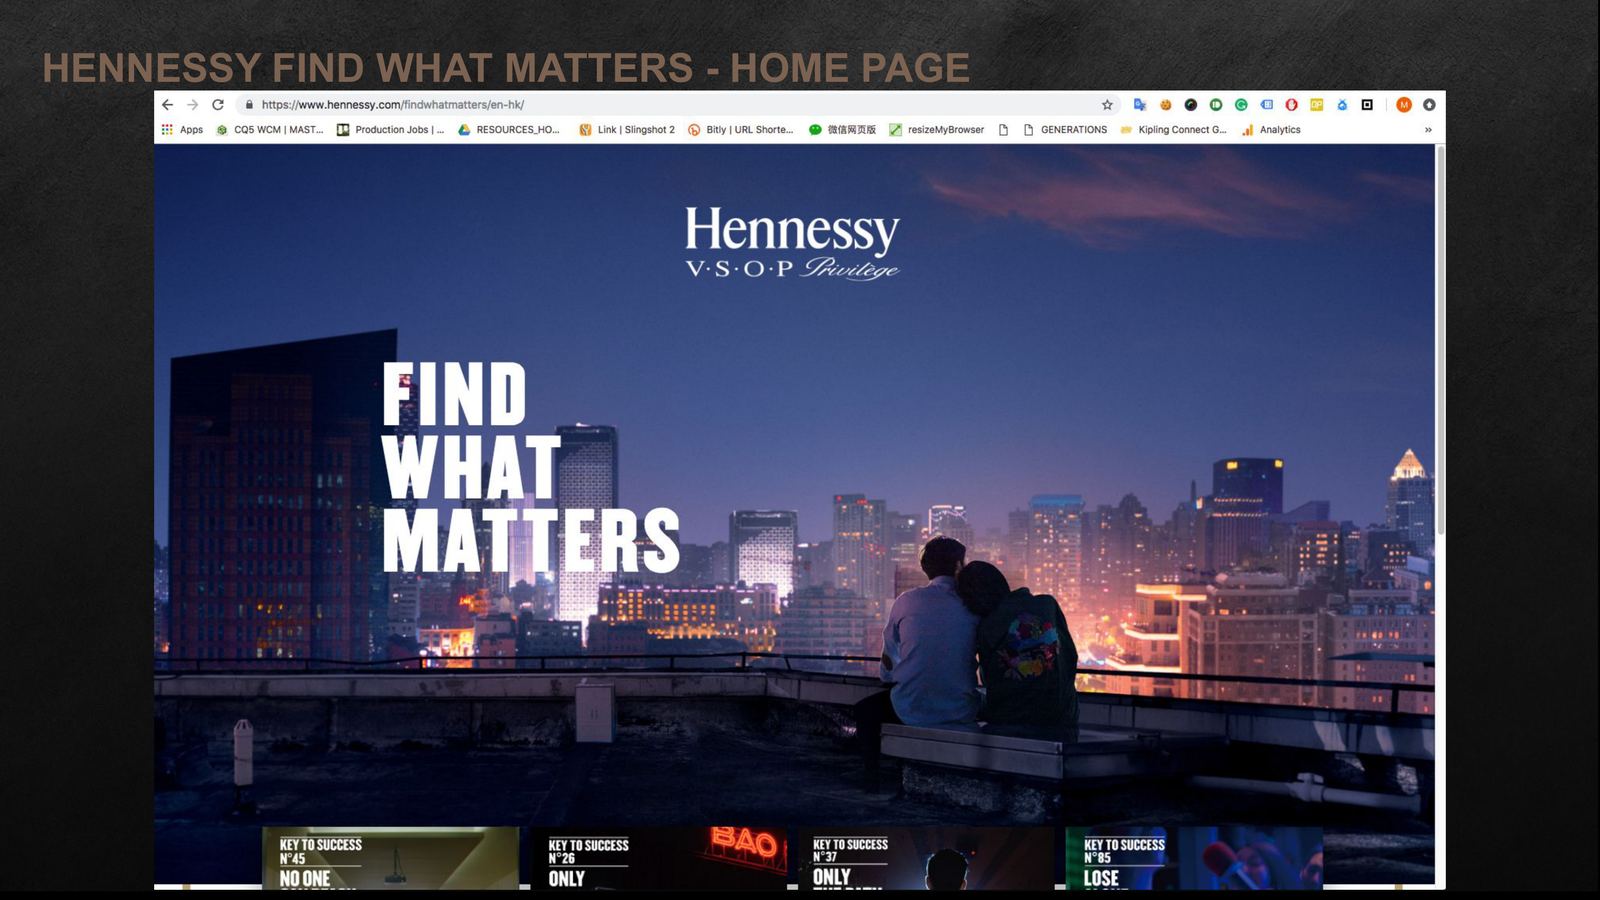 HENNESSY FIND WHAT MATTERS - HOME PAGE
https://www.hennessy.com/findwhatmatters/en-hk/
Apps CQ5 WCM | MAST... Production Jobs | ... RESOURCES_HO... Link | Slingshot 2 Bitly | URL Shorte... 微信网页版 resizeMyBrowser GENERATIONS Kipling Connect G... Analytics »
Hennessy
V·S·O·P Privilège
FIND
WHAT
MATTERS
KEY TO SUCCESS
N°45
NO ONE
KEY TO SUCCESS
N°26
ONLY
BAO
KEY TO SUCCESS
N°37
ONLY
KEY TO SUCCESS
N°85
LOSE